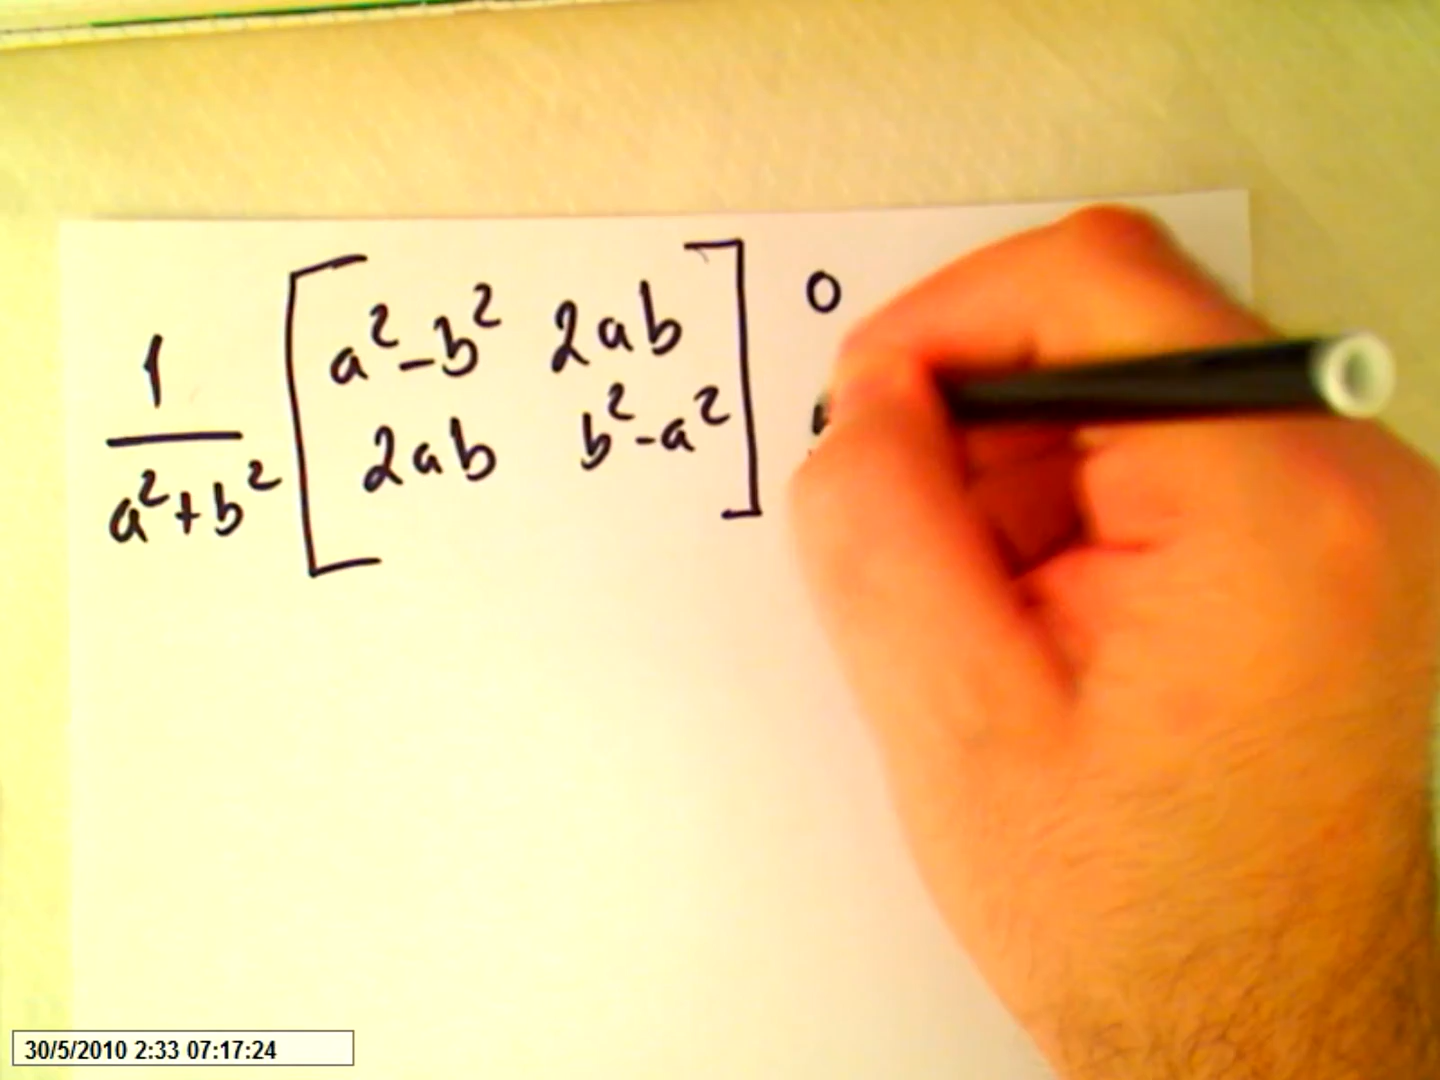 1/(a²+b²) [a²-b² 2ab] 0
[2ab b²-a²]
30/5/2010 2:33 07:17:24